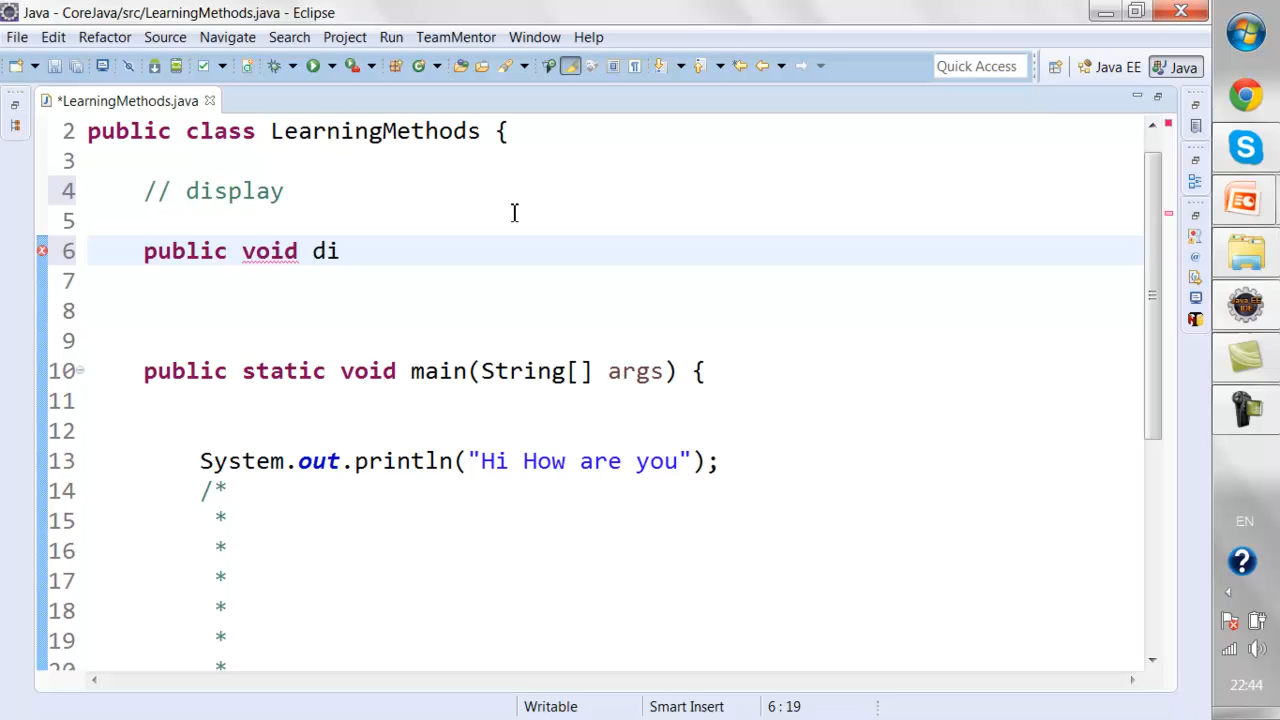 Java - CoreJava/src/LearningMethods.java - Eclipse
File Edit Refactor Source Navigate Search Project Run TeamMentor Window Help
Quick Access Java EE Java
*LearningMethods.java
2 public class LearningMethods {
3
4 // display
5
6 public void di
7
8
9
10 public static void main(String[] args) {
11
12
13 System.out.println("Hi How are you");
14 /*
15 *
16 *
17 *
18 *
19 *
20 *
Writable Smart Insert 6 : 19
EN
22:44